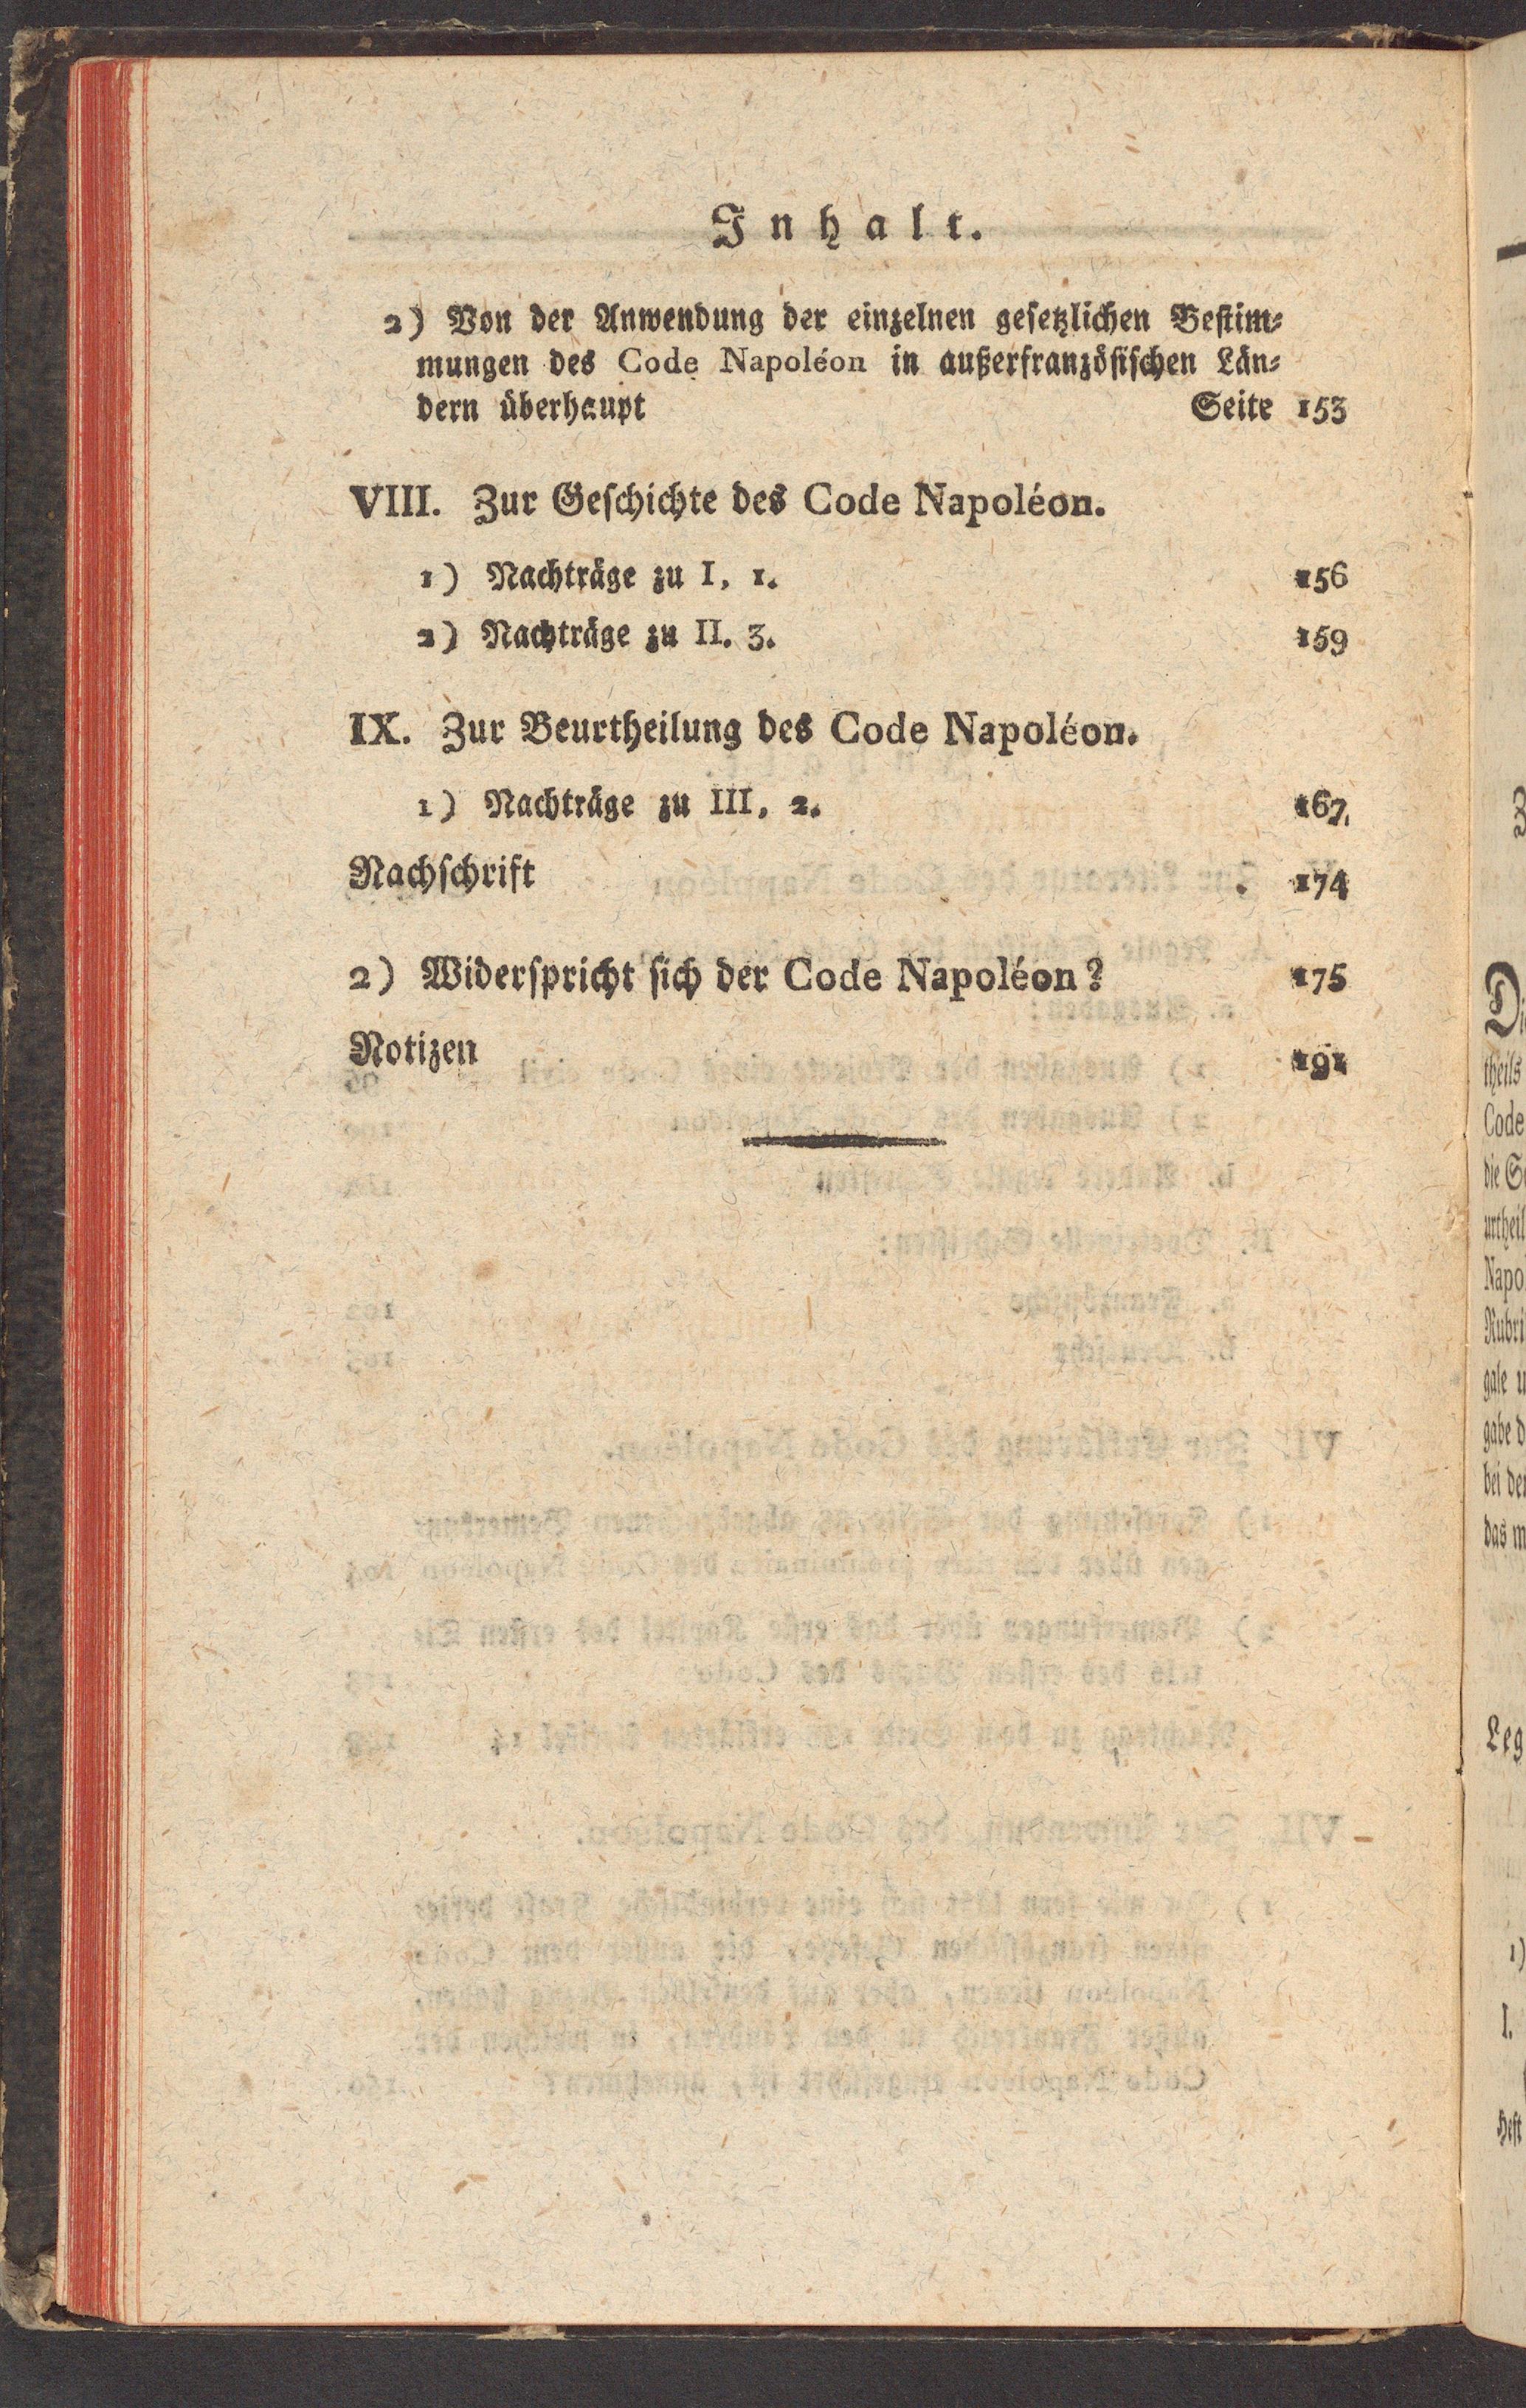 Inhalt.
2) Von der Anwendung der einzelnen gesetzlichen Bestim-
mungen des Code Napoléon in außerfranzösischen Län-
dern überhaupt Seite 153
VIII. Zur Geschichte des Code Napoléon.
1) Nachträge zu I, 1. 156
2) Nachträge zu II. 3. 159
IX. Zur Beurtheilung des Code Napoléon.
1) Nachträge zu III, 2. 167
Nachschrift 174
2) Widerspricht sich der Code Napoléon? 175
Notizen 191